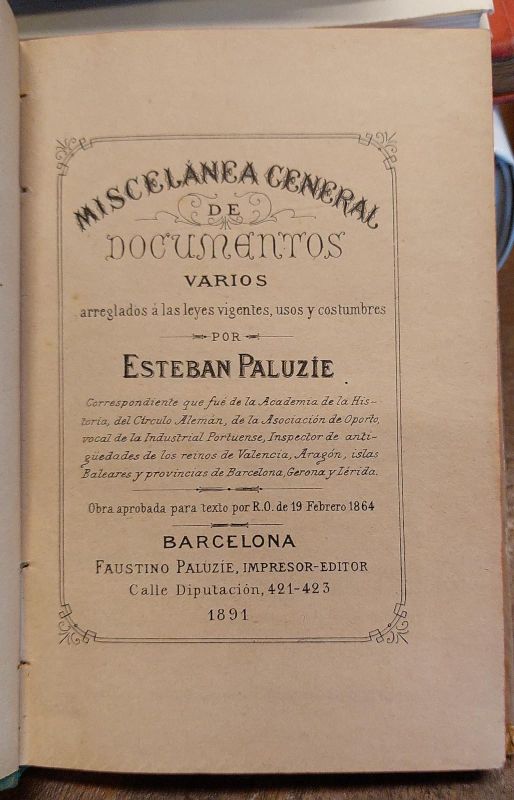 MISCELÁNEA GENERAL
DE
DOCUMENTOS
VARIOS
arreglados á las leyes vigentes, usos y costumbres
POR
ESTEBAN PALUZÍE
Correspondiente que fué de la Academia de la His-
toria, del Círculo Alemán, de la Asociación de Oporto,
vocal de la Industrial Portuense, Inspector de anti-
güedades de los reinos de Valencia, Aragón, islas
Baleares y provincias de Barcelona, Gerona y Lérida.
Obra aprobada para texto por R.O. de 19 Febrero 1864
BARCELONA
FAUSTINO PALUZÍE, IMPRESOR-EDITOR
Calle Diputación, 421-423
1891